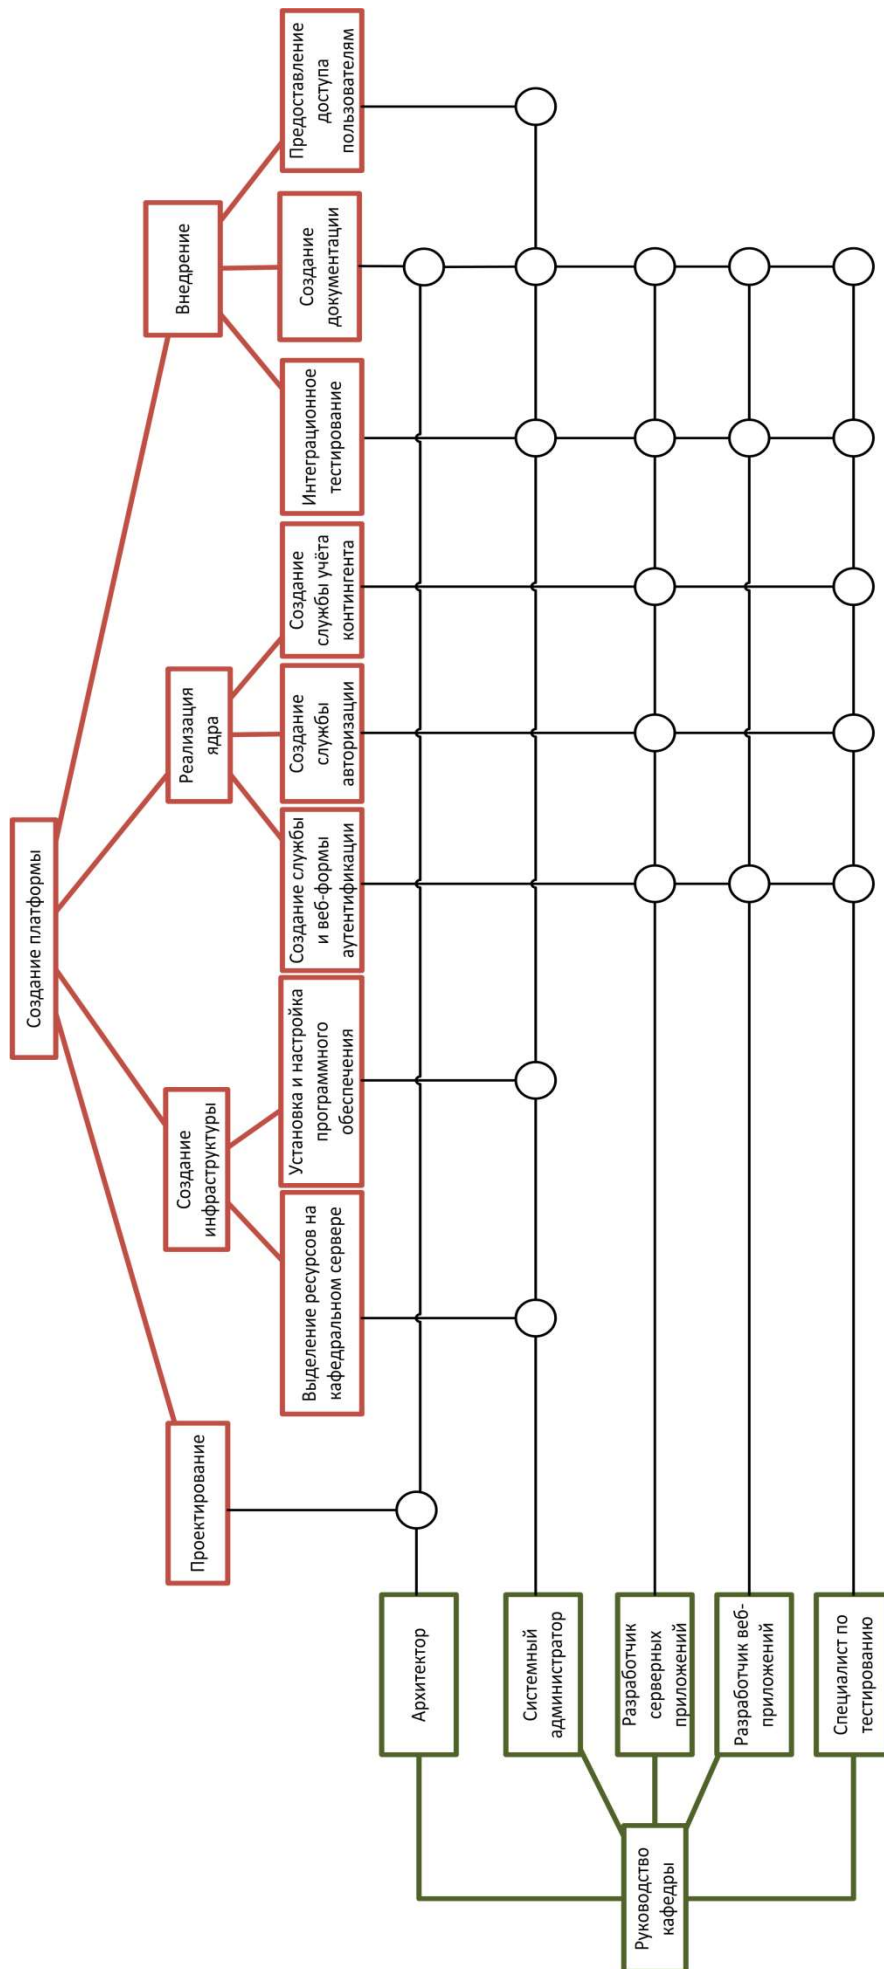 Создание платформы
Проектирование
Создание
инфраструктуры
Реализация
ядра
Внедрение
Выделение ресурсов на
кафедральном сервере
Установка и настройка
программного
обеспечения
Создание службы
и веб-формы
аутентификации
Создание
службы
авторизации
Создание
службы учёта
контингента
Интеграционное
тестирование
Создание
документации
Предоставление
доступа
пользователям
Руководство
кафедры
Архитектор
Системный
администратор
Разработчик
серверных
приложений
Разработчик веб-
приложений
Специалист по
тестированию